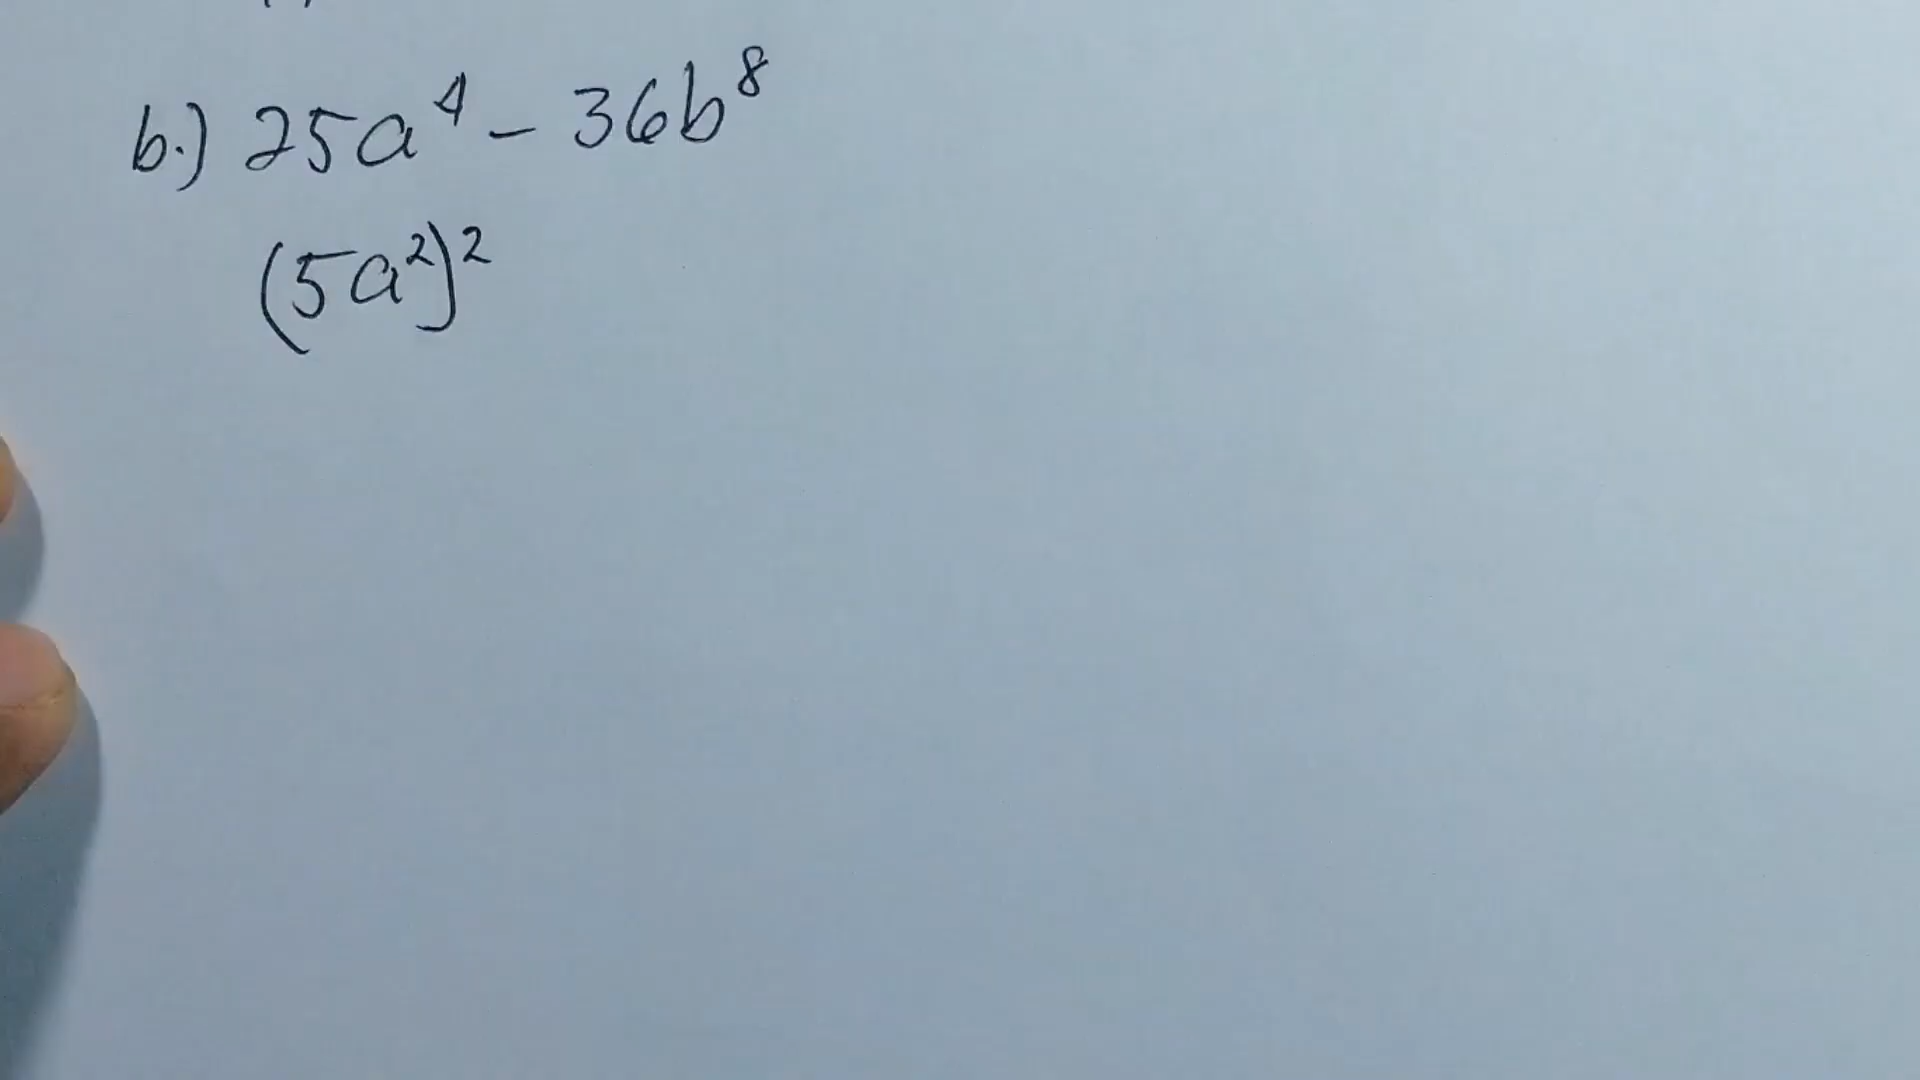 b.) 25a⁴ - 36b⁸
(5a²)²